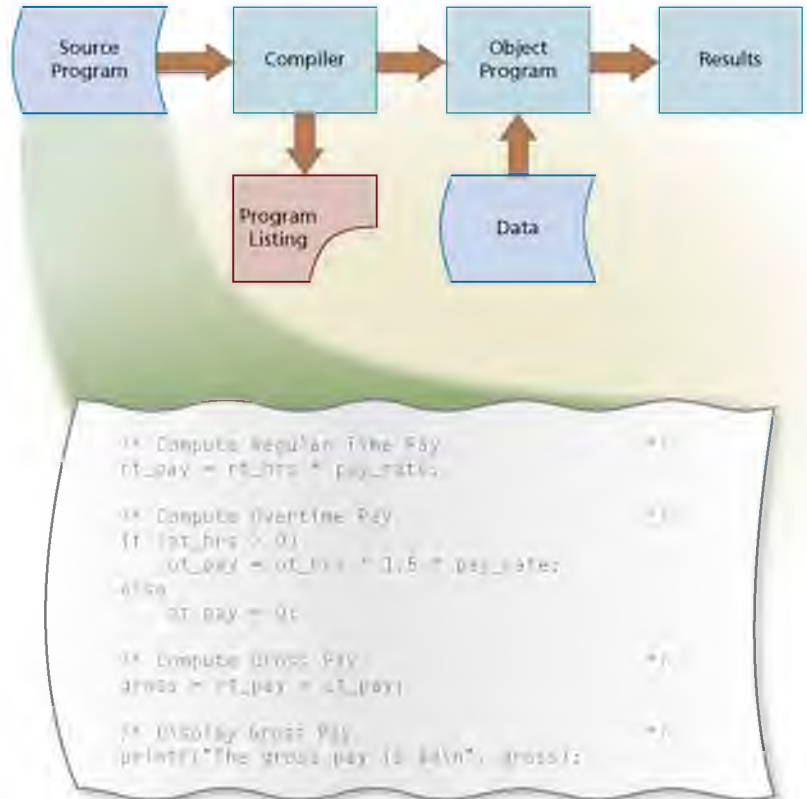 Source
Program
Compiler
Object
Program
Results
Program
Listing
Data
/* Compute Regular Time Pay */
rt_pay = rt_hrs * pay_rate;
/* Compute Overtime Pay */
if (ot_hrs > 0)
ot_pay = ot_hrs * 1.5 * pay_rate;
else
ot_pay = 0;
/* Compute Gross Pay */
gross = rt_pay + ot_pay;
/* Display Gross Pay */
printf("The gross pay is %d\n", gross);